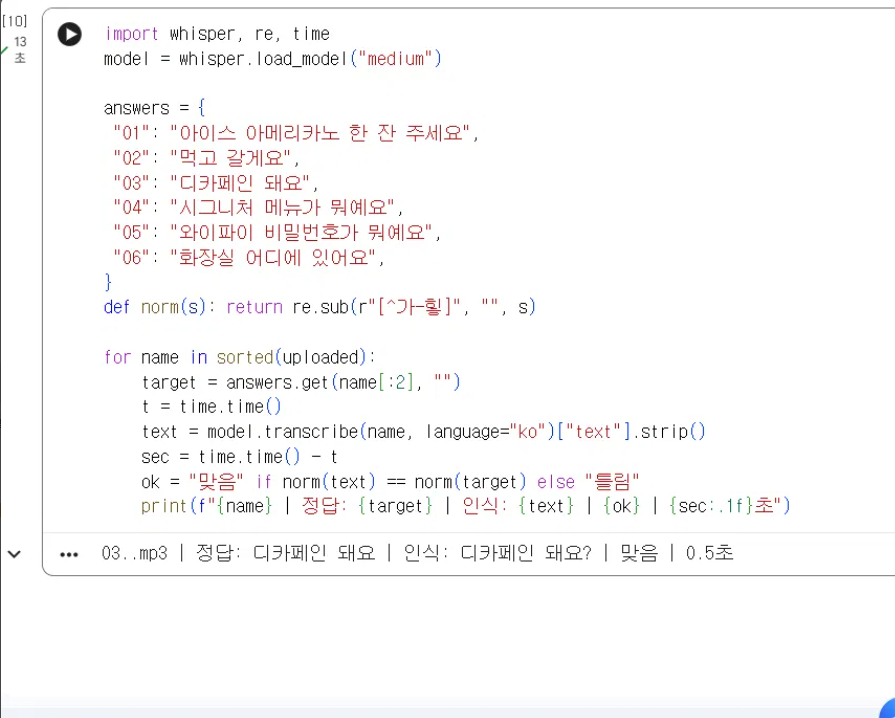 [10]
13
초
import whisper, re, time
model = whisper.load_model("medium")
answers = {
"01": "아이스 아메리카노 한 잔 주세요",
"02": "먹고 갈게요",
"03": "디카페인 돼요",
"04": "시그니처 메뉴가 뭐예요",
"05": "와이파이 비밀번호가 뭐예요",
"06": "화장실 어디에 있어요",
}
def norm(s): return re.sub(r"[^가-힣]", "", s)
for name in sorted(uploaded):
target = answers.get(name[:2], "")
t = time.time()
text = model.transcribe(name, language="ko")["text"].strip()
sec = time.time() - t
ok = "맞음" if norm(text) == norm(target) else "틀림"
print(f"{name} | 정답: {target} | 인식: {text} | {ok} | {sec:.1f}초")
03..mp3 | 정답: 디카페인 돼요 | 인식: 디카페인 돼요? | 맞음 | 0.5초